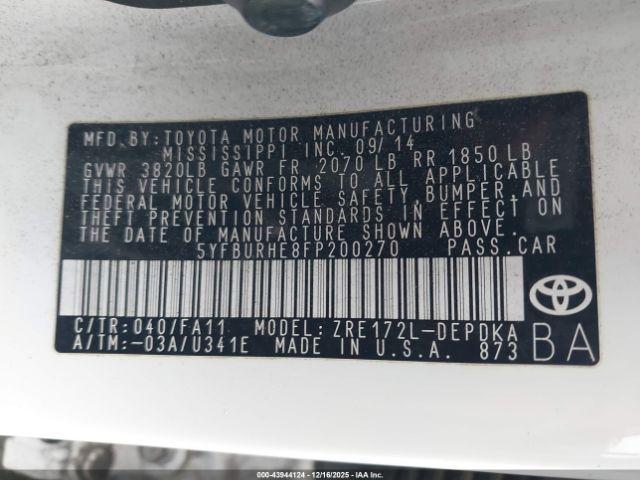 MFD.BY:TOYOTA MOTOR MANUFACTURING
MISSISSIPPI INC. 09/14
GVWR 3820LB GAWR FR 2070 LB RR 1850 LB
THIS VEHICLE CONFORMS TO ALL APPLICABLE
FEDERAL MOTOR VEHICLE SAFETY,BUMPER,AND
THEFT PREVENTION STANDARDS IN EFFECT ON
THE DATE OF MANUFACTURE SHOWN ABOVE.
5YFBURHE8FP200270 PASS.CAR
C/TR:040/FA11 MODEL:ZRE172L-DEPDKA
A/TM:-03A/U341E MADE IN U.S.A. 873
TOYOTA
BA
000-43944124 | 12/16/2025 - IAA Inc.